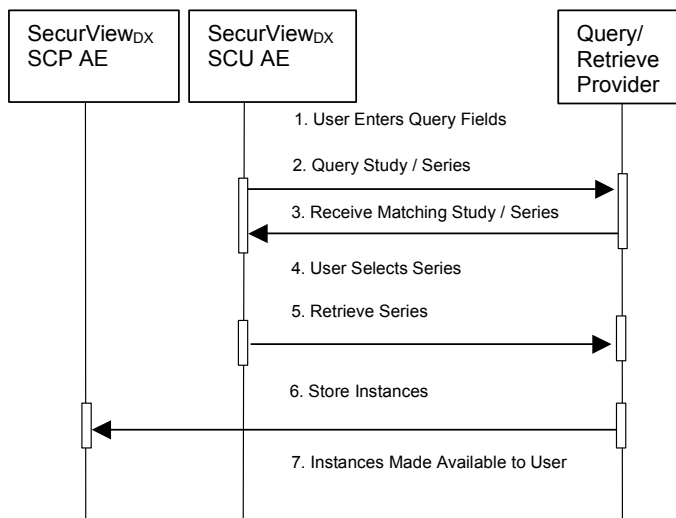 SecurViewDX
SCP AE
SecurViewDX
SCU AE
Query/
Retrieve
Provider
1. User Enters Query Fields
2. Query Study / Series
3. Receive Matching Study / Series
4. User Selects Series
5. Retrieve Series
6. Store Instances
7. Instances Made Available to User